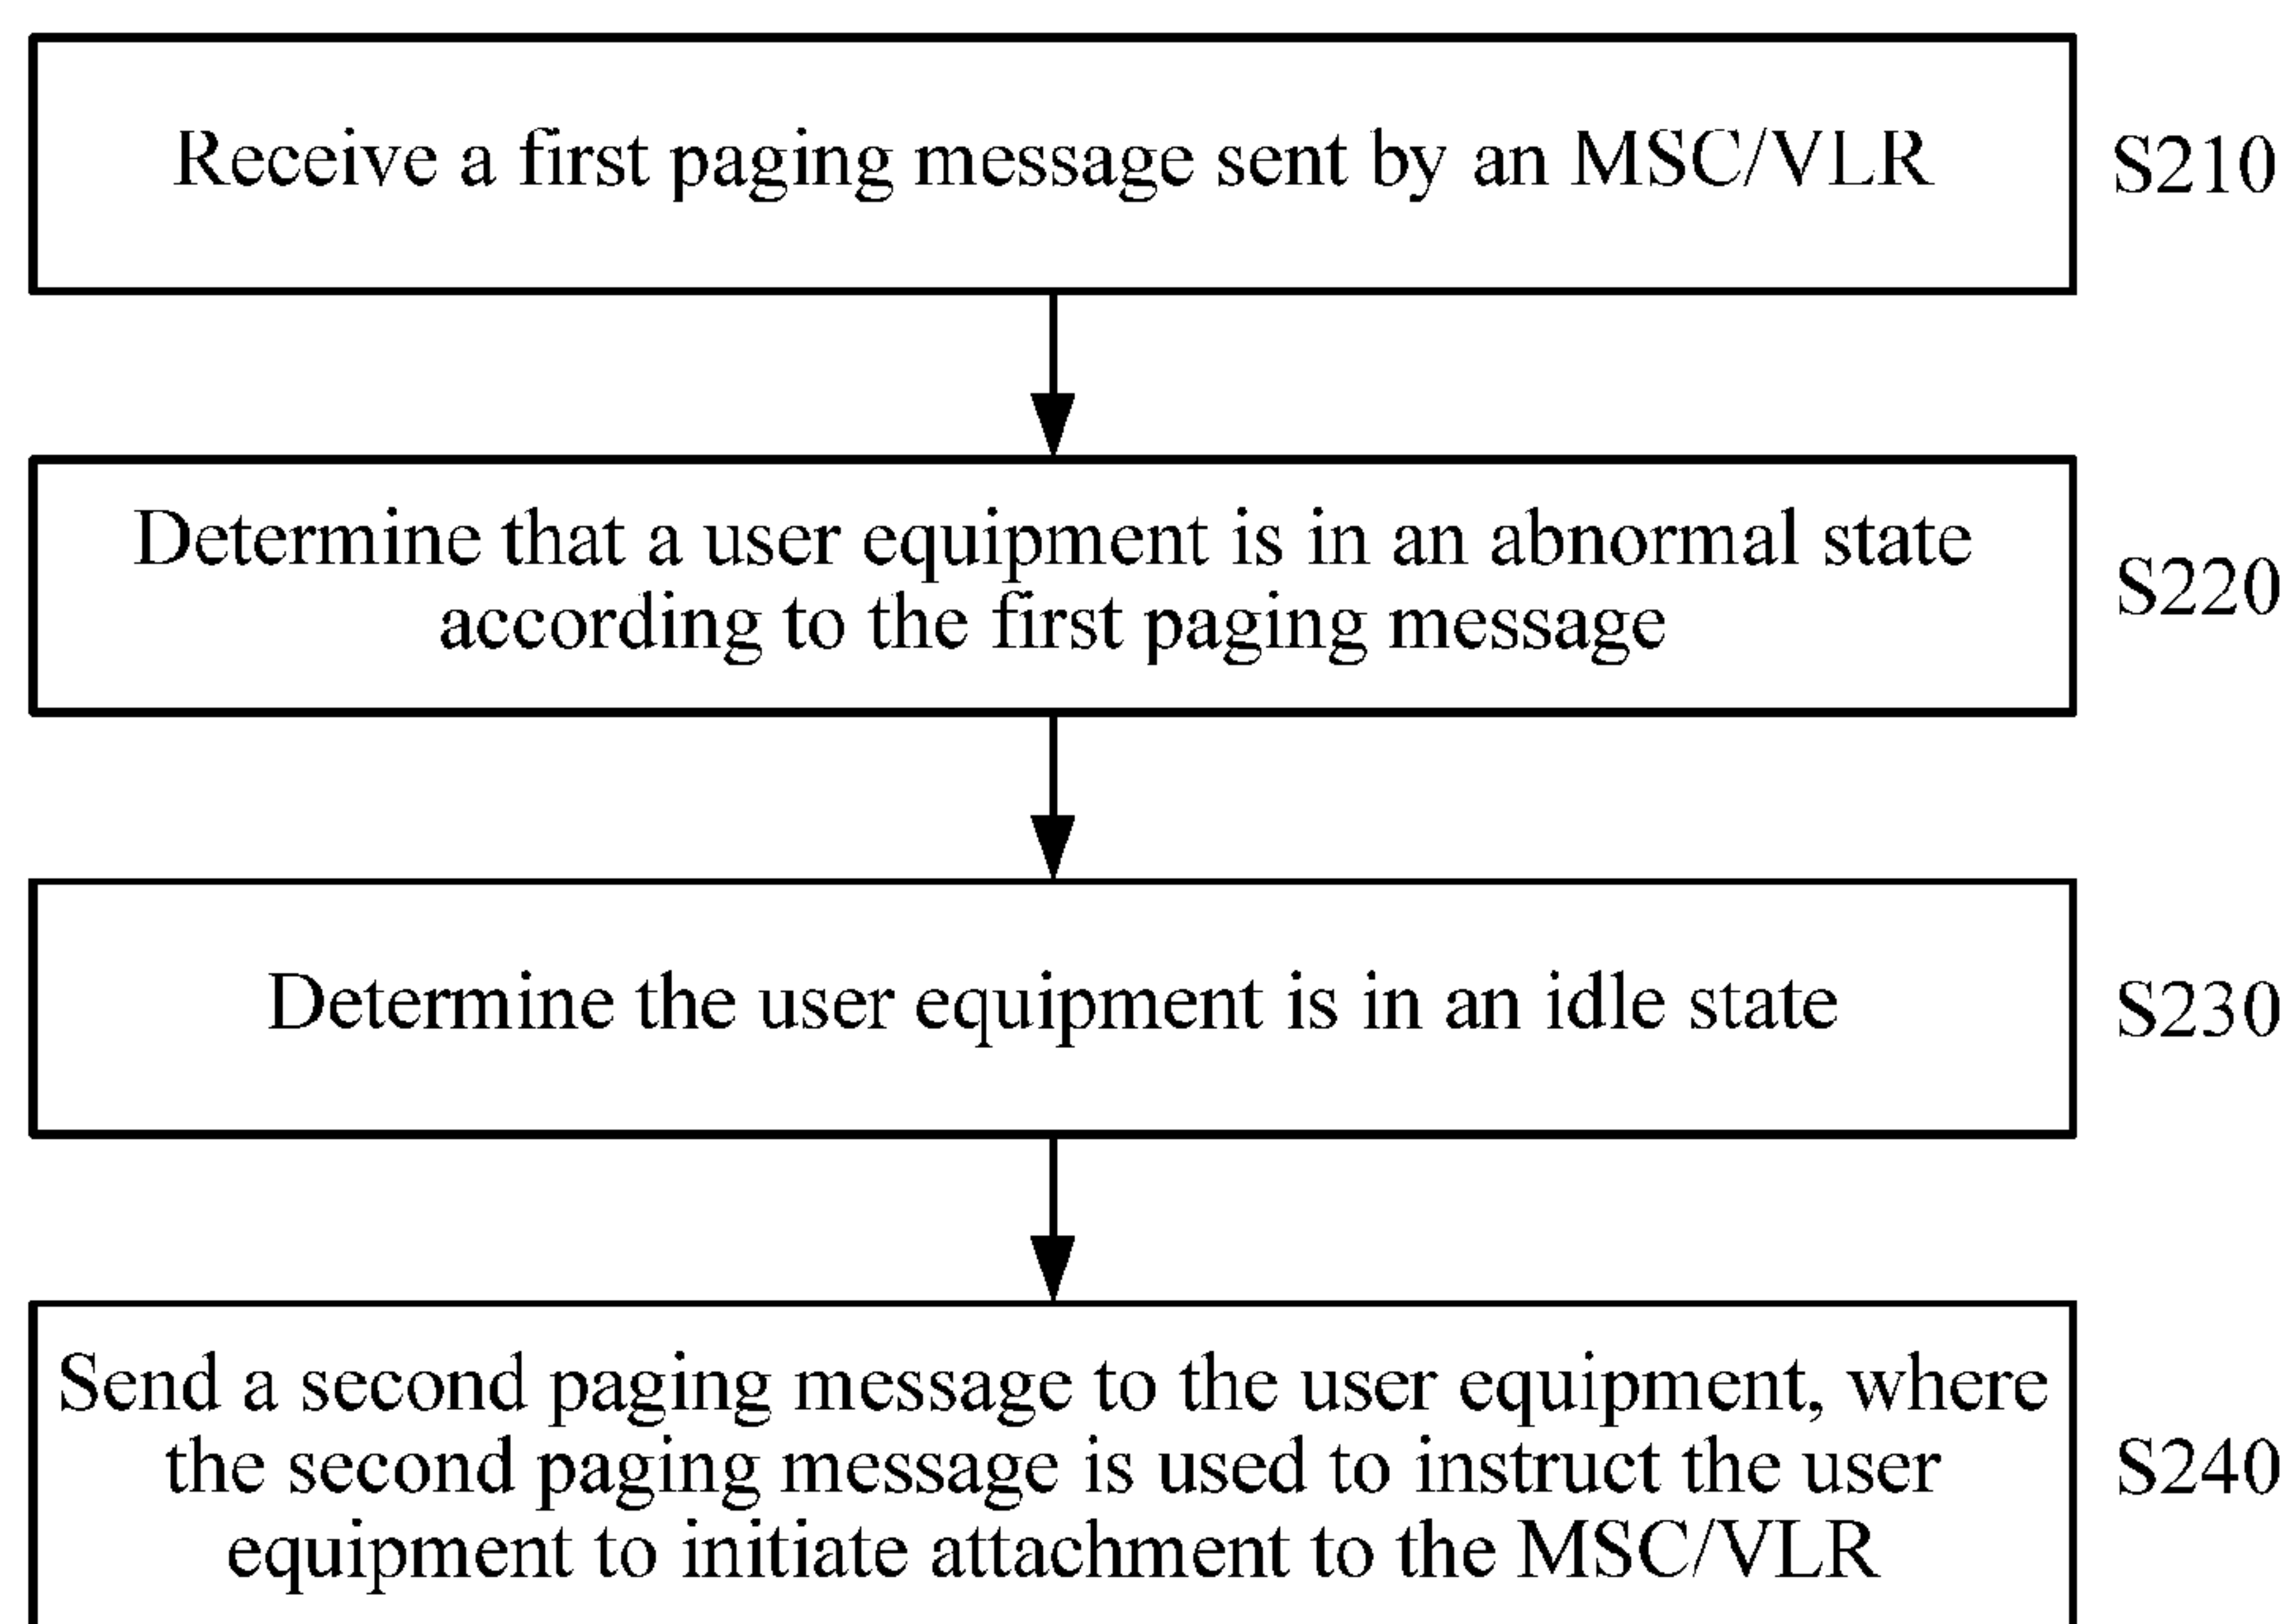 Receive a first paging message sent by an MSC/VLR
S210
Determine that a user equipment is in an abnormal state
according to the first paging message
S220
Determine the user equipment is in an idle state
S230
Send a second paging message to the user equipment, where
the second paging message is used to instruct the user
equipment to initiate attachment to the MSC/VLR
S240